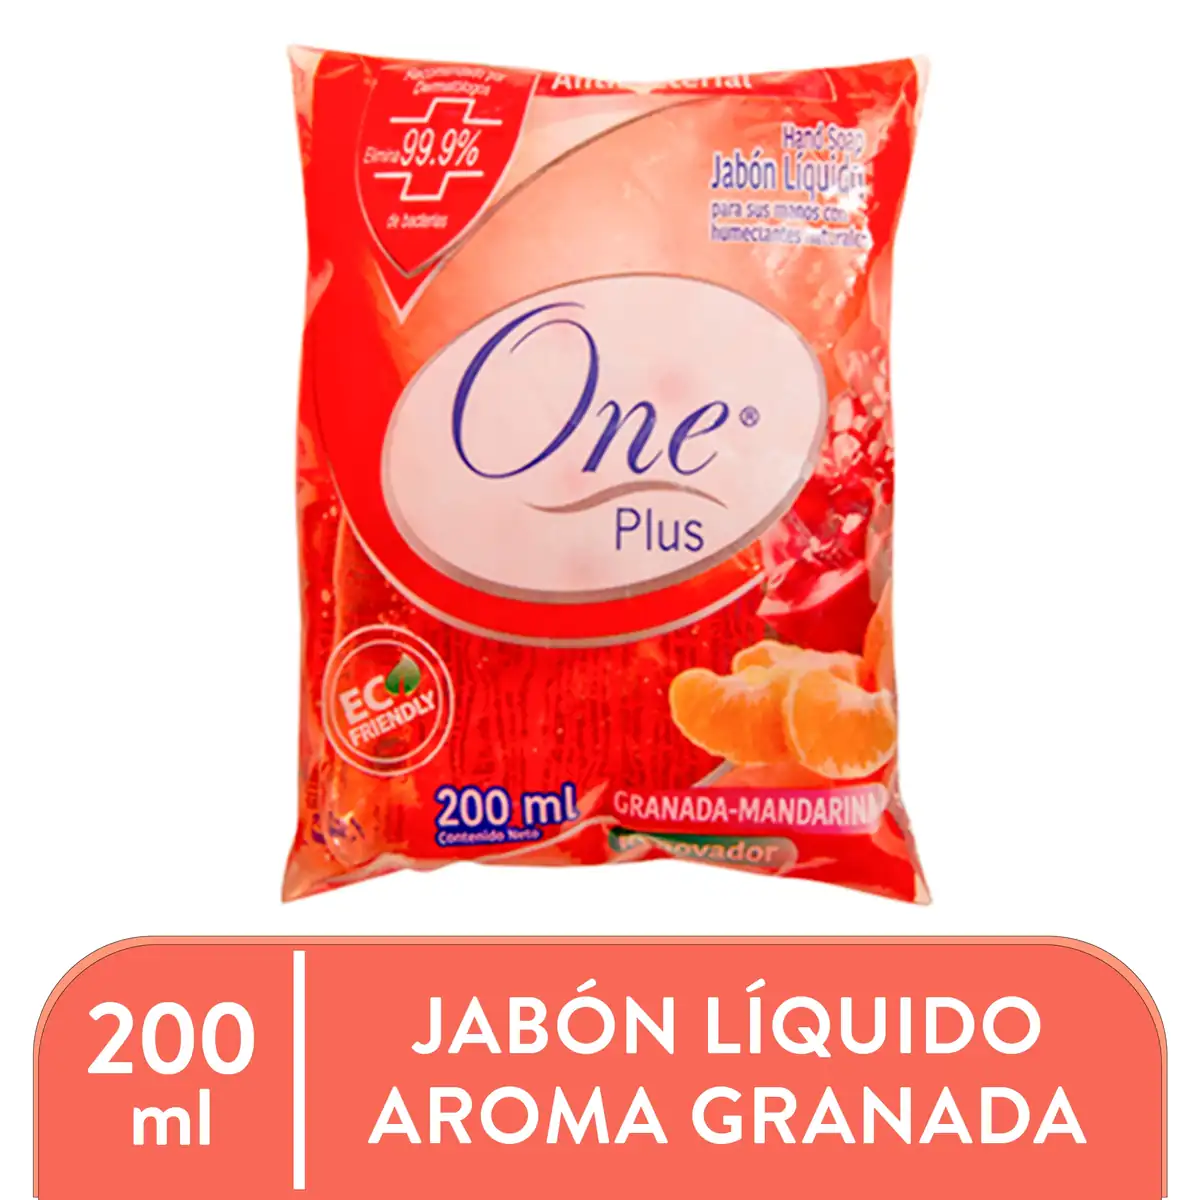 Recomendado por
Dermatólogos
Elimina 99.9%
de bacterias
Hand Soap
Jabón Líquido
para sus manos con
humectantes naturales
One®
Plus
ECO
FRIENDLY
200 ml
Contenido Neto
GRANADA-MANDARINA
200
ml
JABÓN LÍQUIDO
AROMA GRANADA